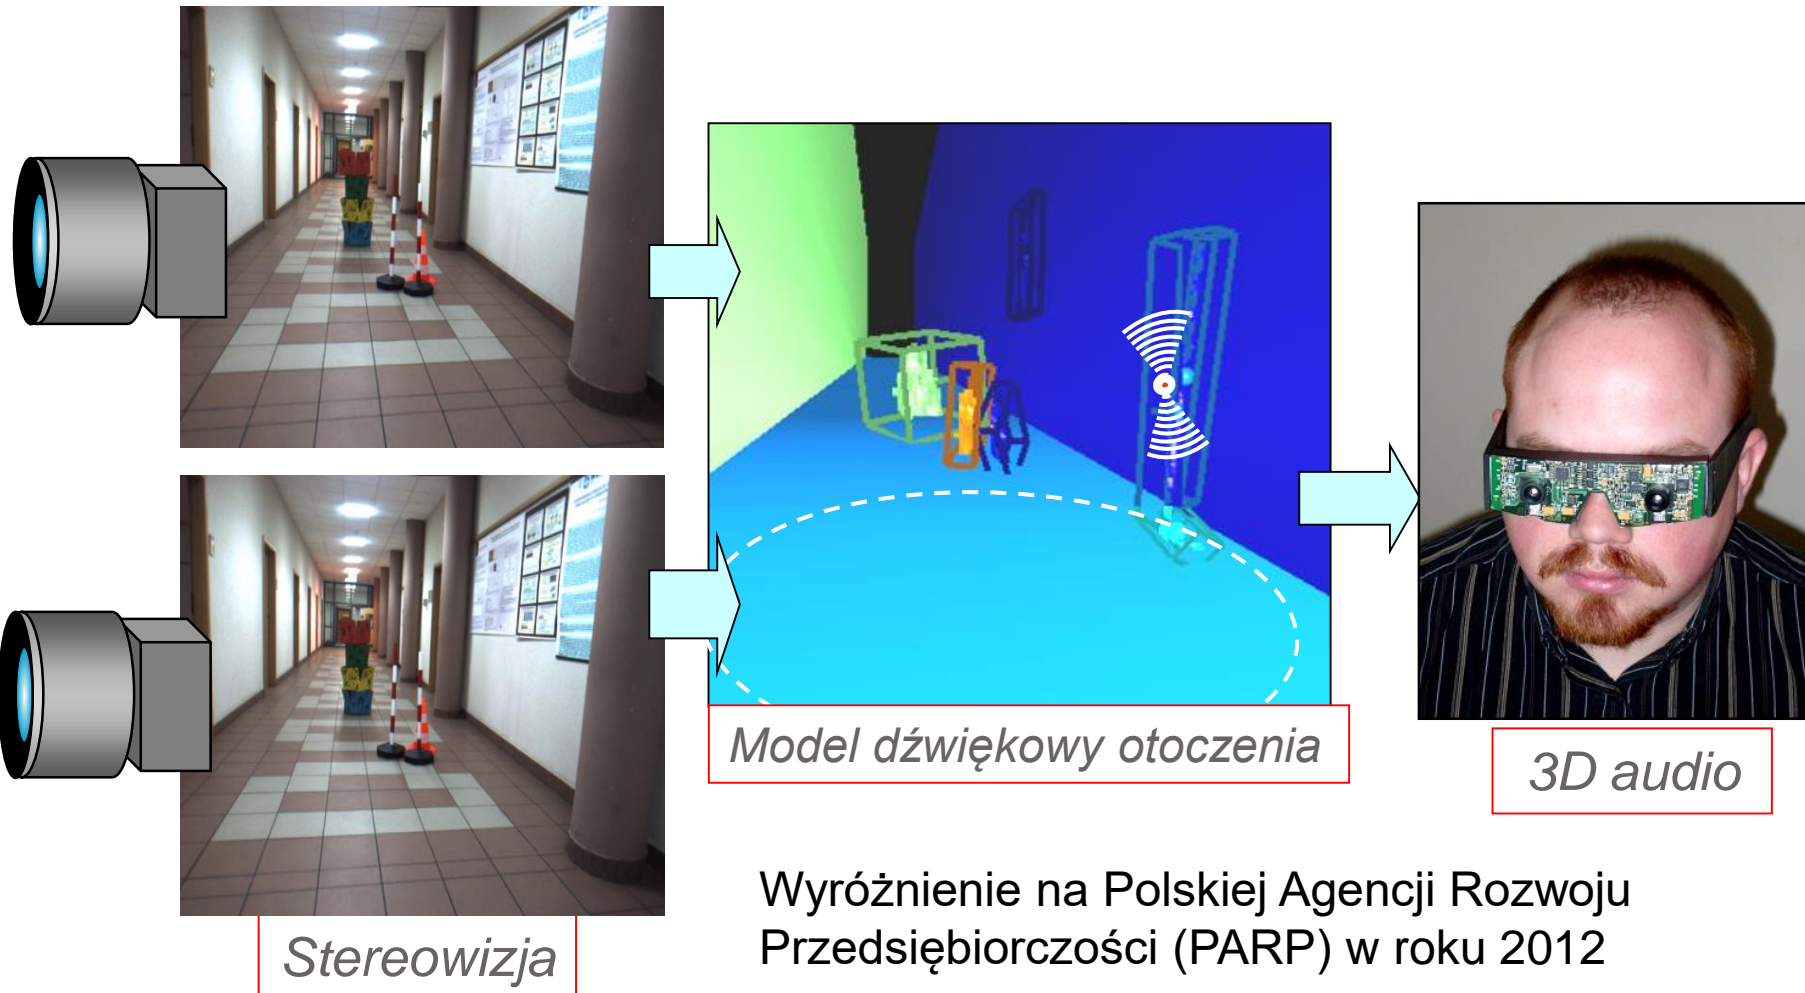 Model dźwiękowy otoczenia
3D audio
Stereowizja
Wyróżnienie na Polskiej Agencji Rozwoju
Przedsiębiorczości (PARP) w roku 2012